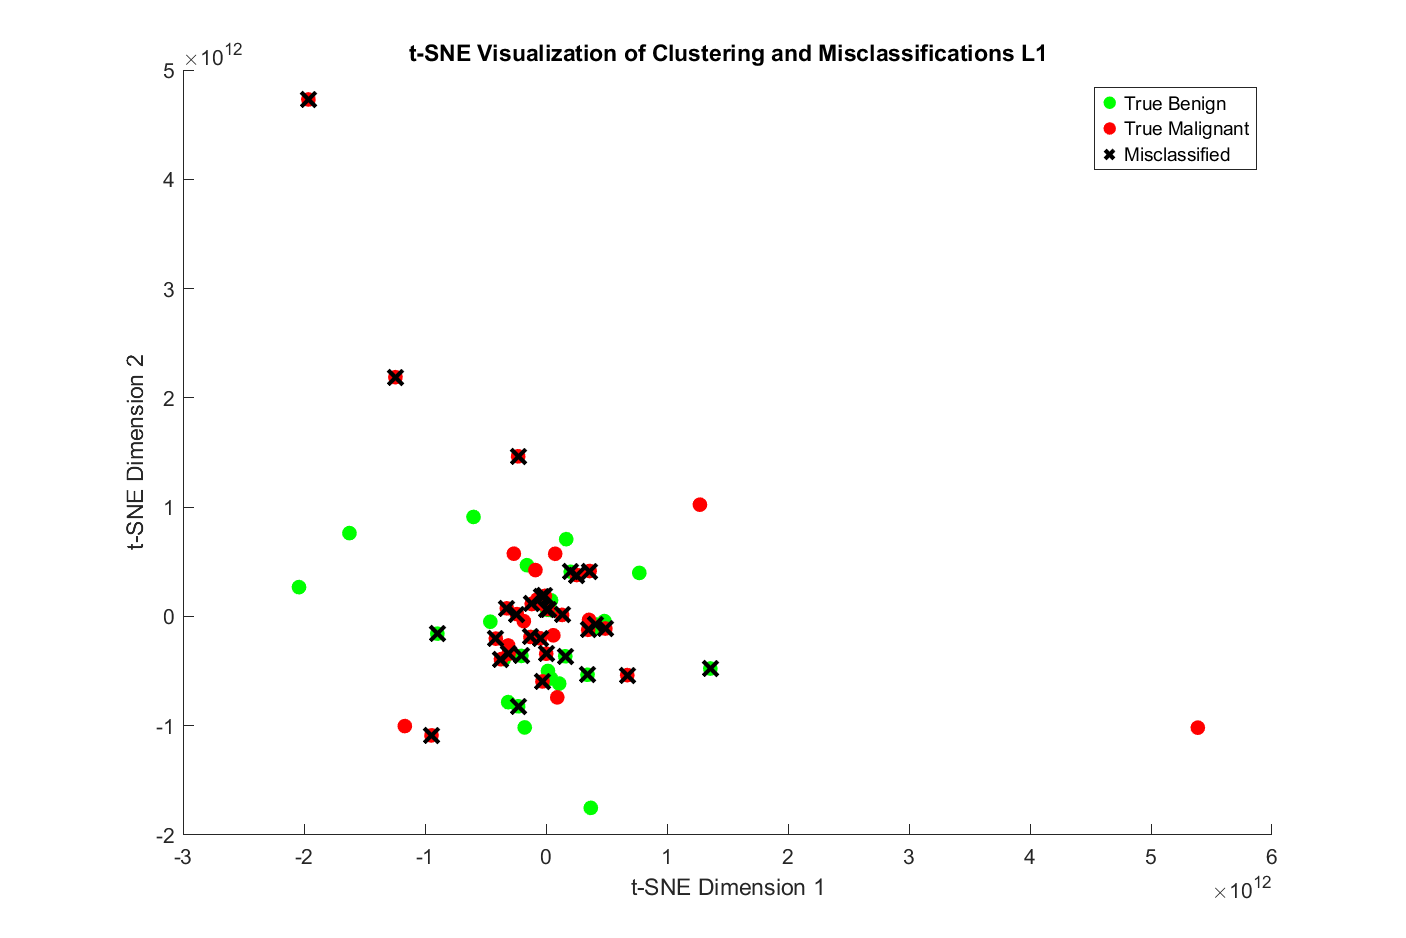 t-SNE Visualization of Clustering and Misclassifications L1
×10^12
5
4
3
2
1
0
-1
-2
t-SNE Dimension 2
True Benign
True Malignant
Misclassified
-3 -2 -1 0 1 2 3 4 5 6
t-SNE Dimension 1
×10^12